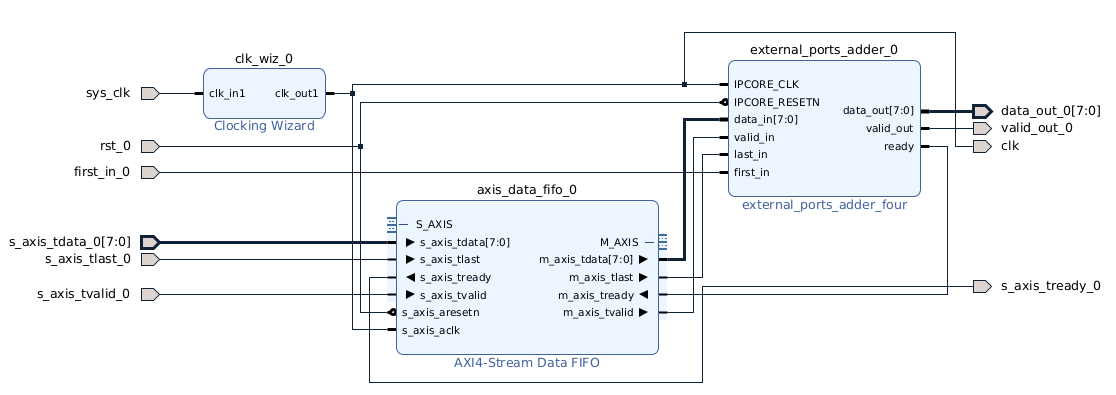 clk_wiz_0
sys_clk
clk_in1
clk_out1
Clocking Wizard
rst_0
first_in_0
external_ports_adder_0
IPCORE_CLK
IPCORE_RESETN
data_in[7:0]
valid_in
last_in
first_in
data_out[7:0]
valid_out
ready
external_ports_adder_four
data_out_0[7:0]
valid_out_0
clk
axis_data_fifo_0
s_axis_tdata_0[7:0]
s_axis_tlast_0
s_axis_tvalid_0
S_AXIS
s_axis_tdata[7:0]
s_axis_tlast
s_axis_tready
s_axis_tvalid
s_axis_aresetn
s_axis_aclk
M_AXIS
m_axis_tdata[7:0]
m_axis_tlast
m_axis_tready
m_axis_tvalid
AXI4-Stream Data FIFO
s_axis_tready_0